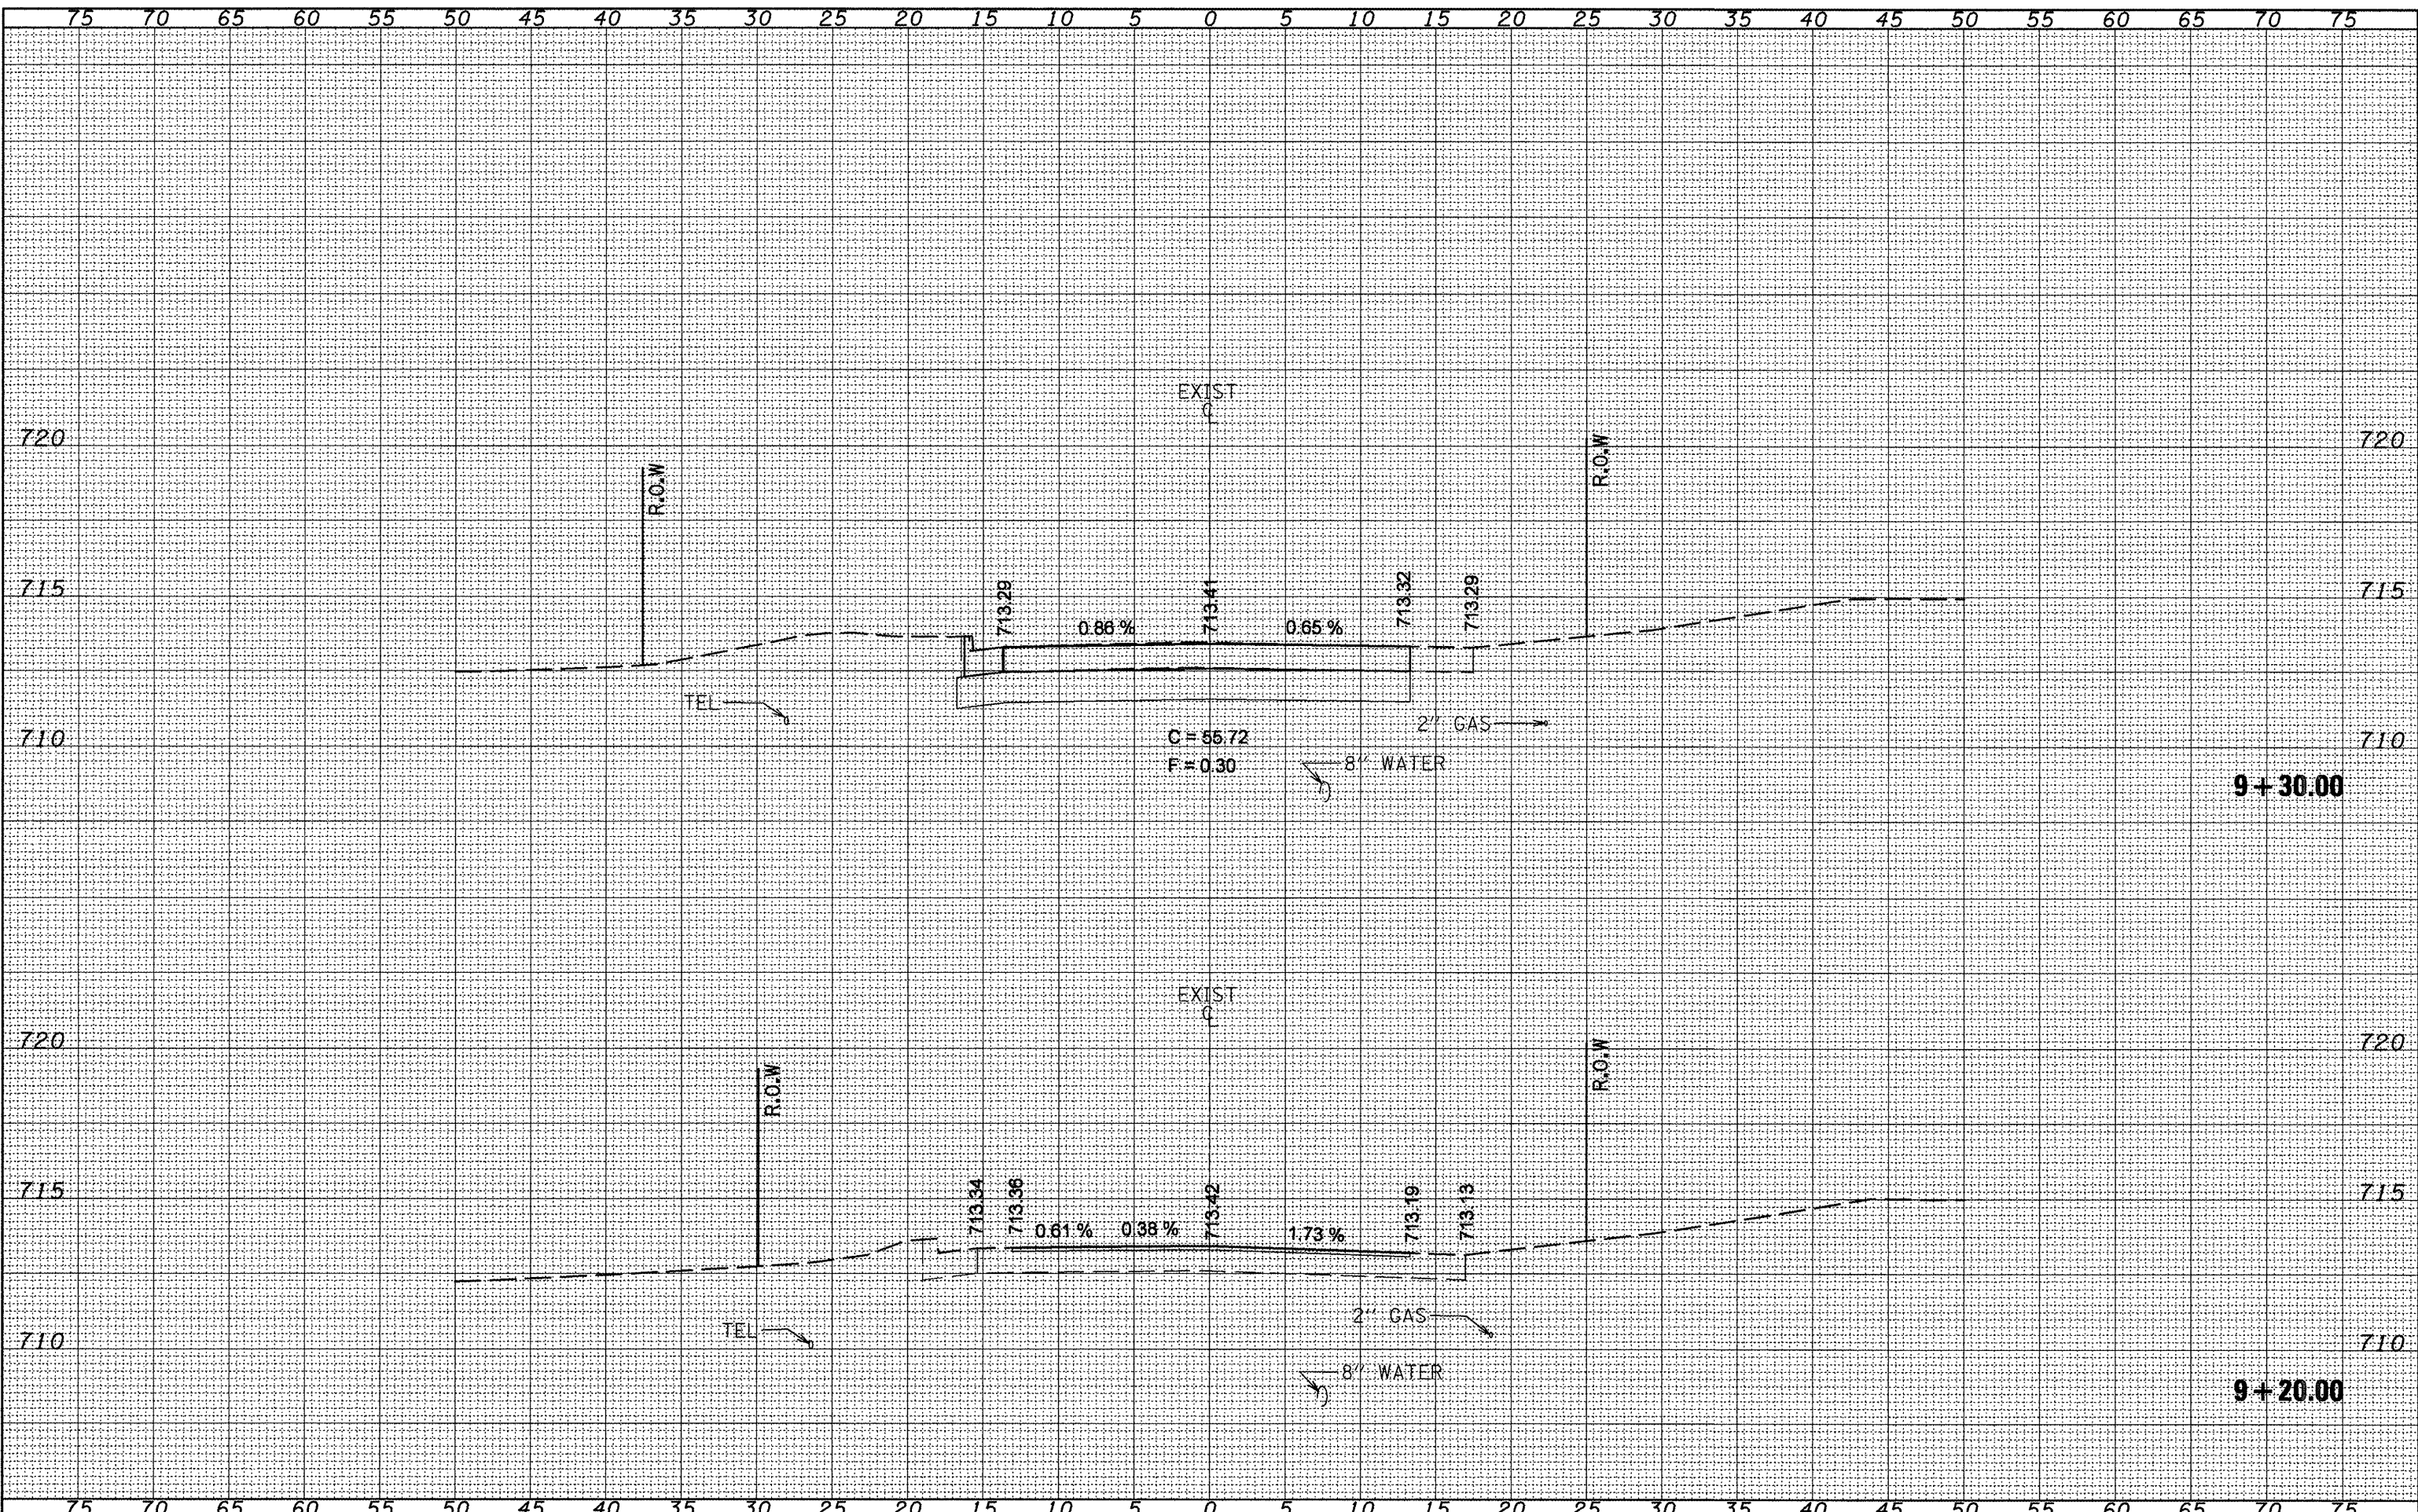 75 70 65 60 55 50 45 40 35 30 25 20 15 10 5 0 5 10 15 20 25 30 35 40 45 50 55 60 65 70 75
EXIST
℄
720 720
R.O.W R.O.W
715 715
713.29 713.41 713.32 713.29
0.86 % 0.65 %
TEL
2" GAS
710 710
C = 55.72
F = 0.30
8" WATER
9 + 30.00
EXIST
℄
720 720
R.O.W R.O.W
715 715
713.34 713.36 713.42 713.19 713.13
0.61 % 0.38 % 1.73 %
2" GAS
TEL
710 710
8" WATER
9 + 20.00
75 70 65 60 55 50 45 40 35 30 25 20 15 10 5 0 5 10 15 20 25 30 35 40 45 50 55 60 65 70 75